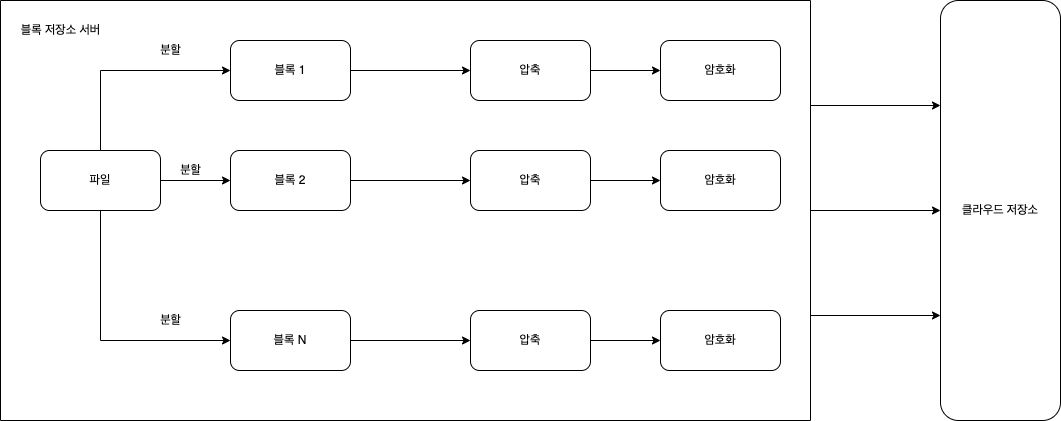 블록 저장소 서버
분할
블록 1
압축
암호화
파일
분할
블록 2
압축
암호화
클라우드 저장소
분할
블록 N
압축
암호화